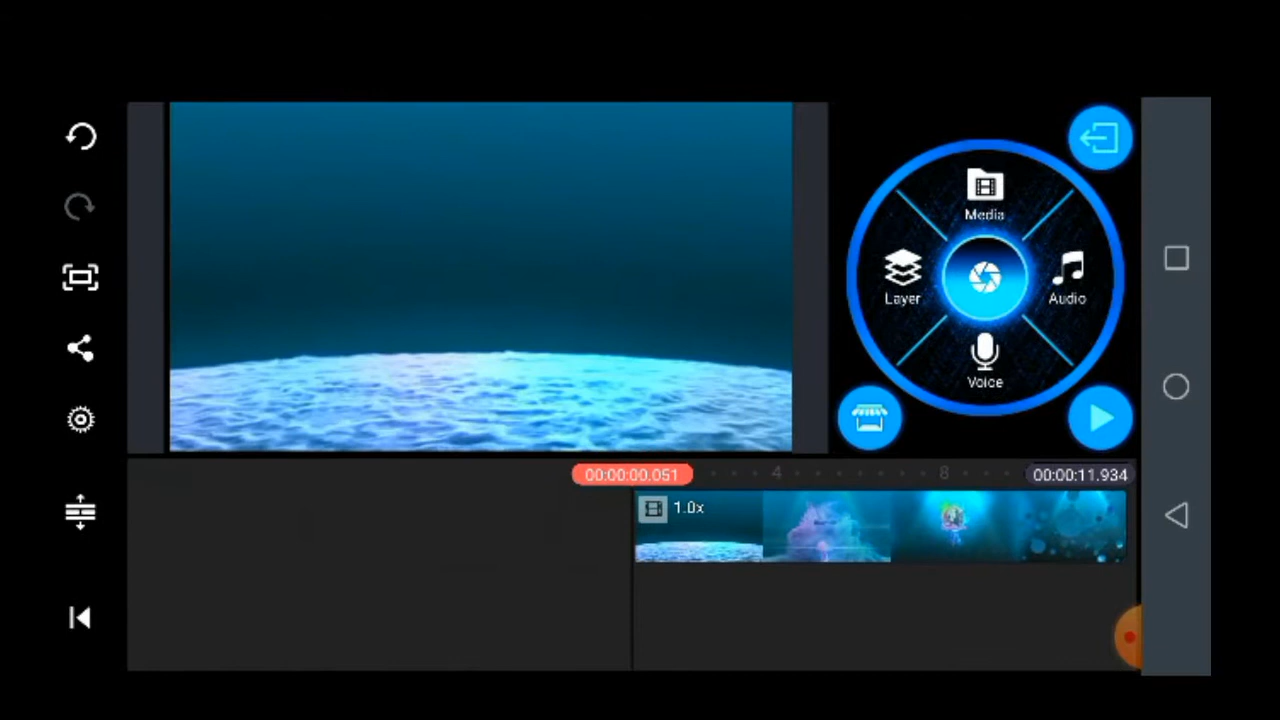 Media
Layer
Audio
Voice
00:00:00.051
4
8
00:00:11.934
1.0x